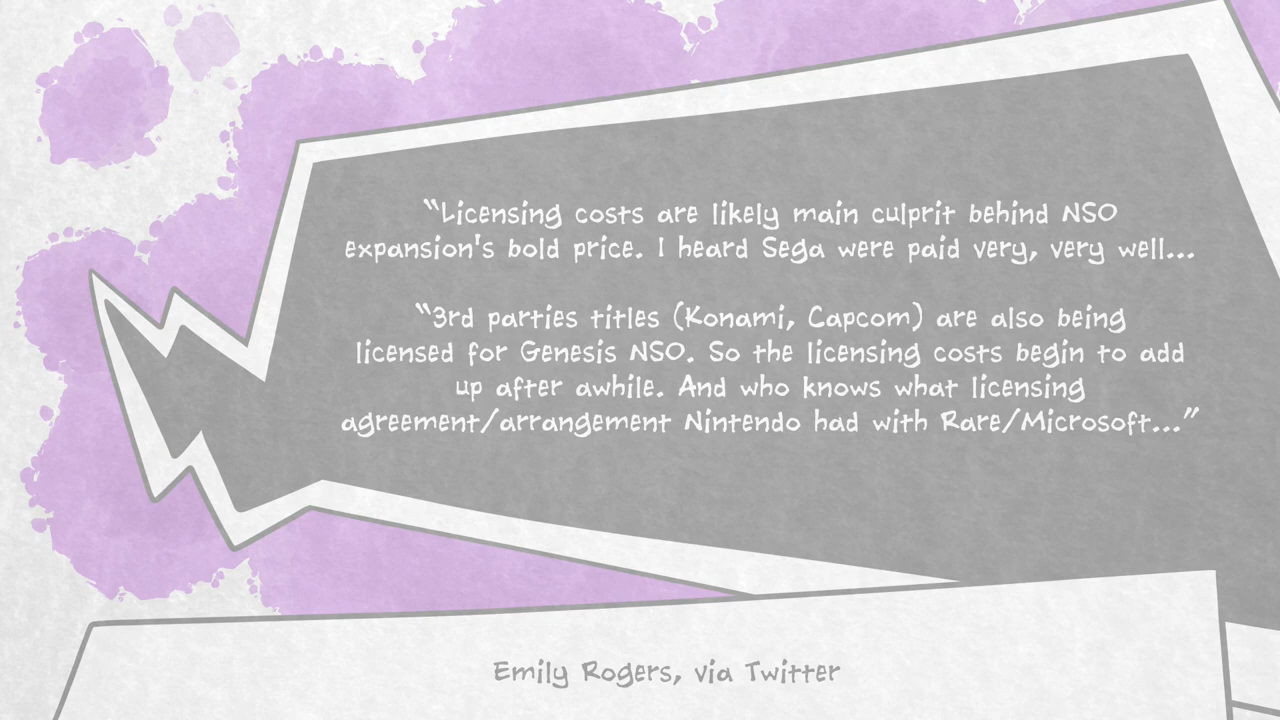 “Licensing costs are likely main culprit behind NSO
expansion's bold price. I heard Sega were paid very, very well...
“3rd parties titles (Konami, Capcom) are also being
licensed for Genesis NSO. So the licensing costs begin to add
up after awhile. And who knows what licensing
agreement/arrangement Nintendo had with Rare/Microsoft...”
Emily Rogers, via Twitter